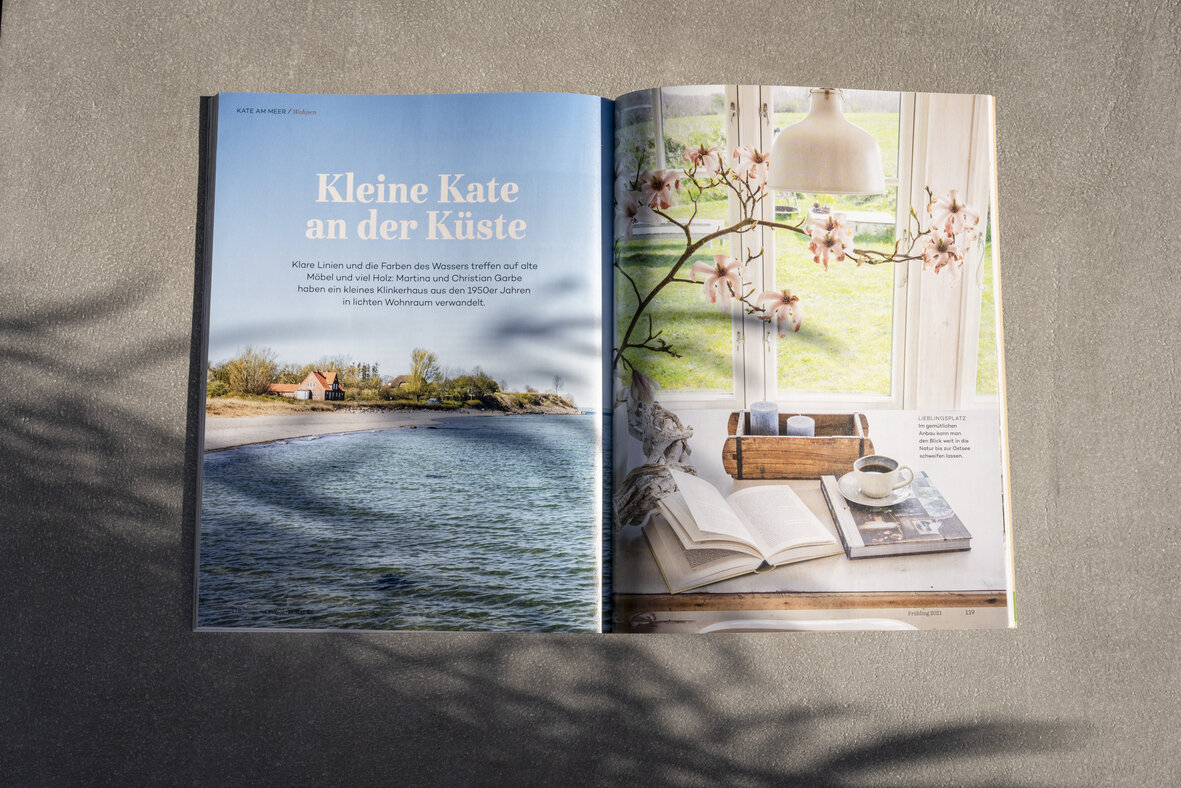 KATE AM MEER / Wohnen
Kleine Kate
an der Küste
Klare Linien und die Farben des Wassers treffen auf alte
Möbel und viel Holz: Martina und Christian Garbe
haben ein kleines Klinkerhaus aus den 1950er Jahren
in lichten Wohnraum verwandelt.
LIEBLINGSPLATZ
Im gemütlichen
Anbau kann man
den Blick weit in die
Natur bis zur Ostsee
schweifen lassen.
Frühling 2021
119